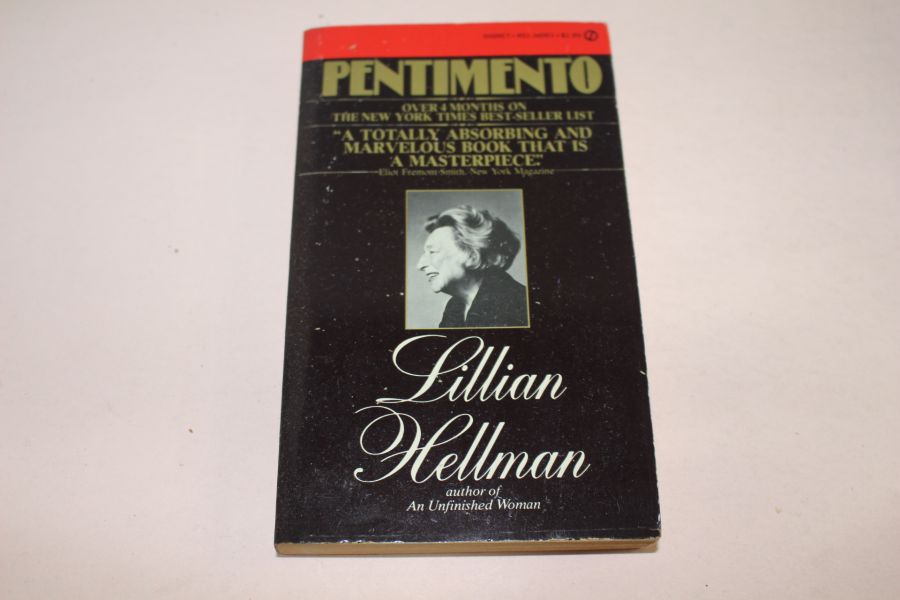 PENTIMENTO
OVER 4 MONTHS ON
THE NEW YORK TIMES BEST-SELLER LIST
"A TOTALLY ABSORBING AND
MARVELOUS BOOK THAT IS
A MASTERPIECE."
-Eliot Fremont-Smith, New York Magazine
Lillian
Hellman
author of
An Unfinished Woman